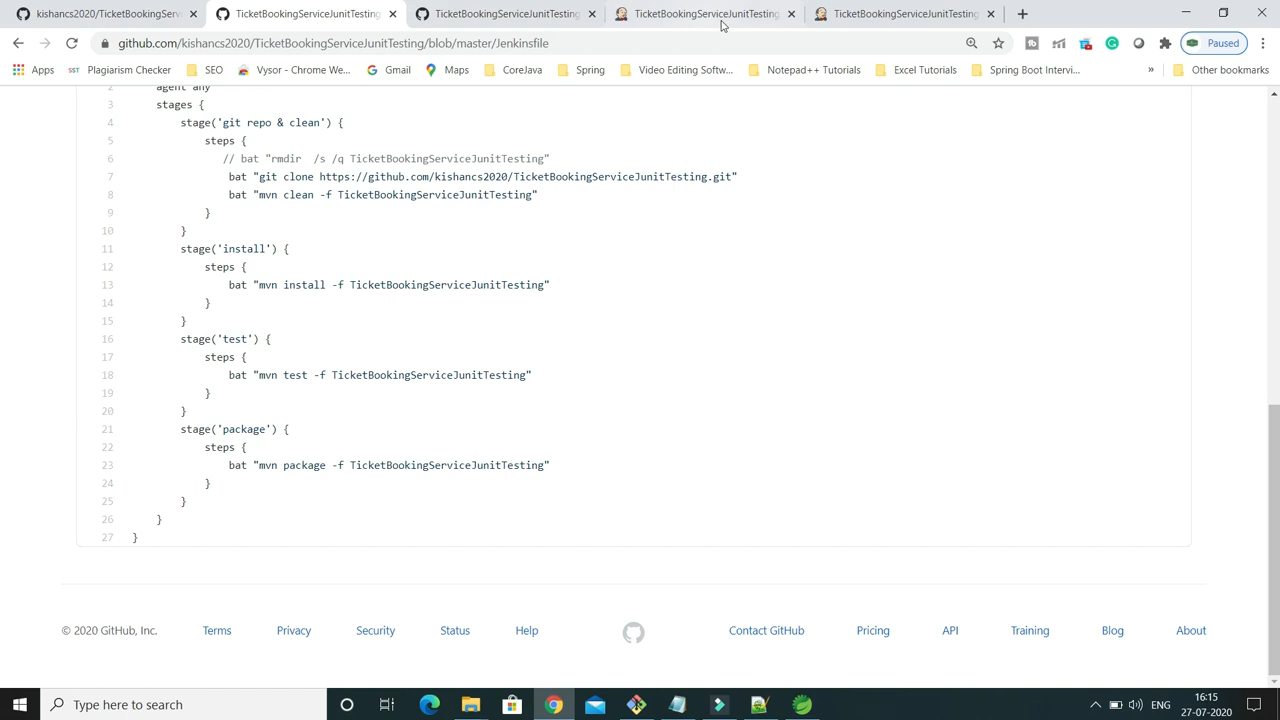 kishancs2020/TicketBookingServic
TicketBookingServiceJunitTesting
TicketBookingServiceJunitTesting
TicketBookingServiceJunitTesting
TicketBookingServiceJunitTesting
github.com/kishancs2020/TicketBookingServiceJunitTesting/blob/master/Jenkinsfile
Paused
Apps
SST Plagiarism Checker
SEO
Vysor - Chrome We...
Gmail
Maps
CoreJava
Spring
Video Editing Softw...
Notepad++ Tutorials
Excel Tutorials
Spring Boot Intervi...
»
Other bookmarks
2 agent any
3 stages {
4 stage('git repo & clean') {
5 steps {
6 // bat "rmdir  /s /q TicketBookingServiceJunitTesting"
7 bat "git clone https://github.com/kishancs2020/TicketBookingServiceJunitTesting.git"
8 bat "mvn clean -f TicketBookingServiceJunitTesting"
9 }
10 }
11 stage('install') {
12 steps {
13 bat "mvn install -f TicketBookingServiceJunitTesting"
14 }
15 }
16 stage('test') {
17 steps {
18 bat "mvn test -f TicketBookingServiceJunitTesting"
19 }
20 }
21 stage('package') {
22 steps {
23 bat "mvn package -f TicketBookingServiceJunitTesting"
24 }
25 }
26 }
27 }
© 2020 GitHub, Inc.
Terms
Privacy
Security
Status
Help
Contact GitHub
Pricing
API
Training
Blog
About
Type here to search
ENG
16:15
27-07-2020